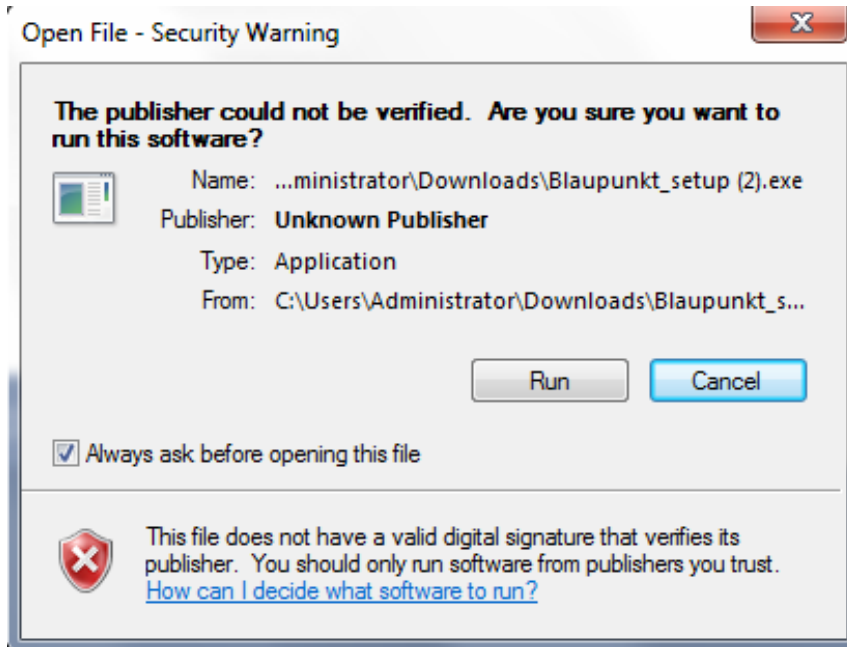 Open File - Security Warning
The publisher could not be verified.  Are you sure you want to
run this software?
Name: ...ministrator\Downloads\Blaupunkt_setup (2).exe
Publisher: Unknown Publisher
Type: Application
From: C:\Users\Administrator\Downloads\Blaupunkt_s...
Run Cancel
Always ask before opening this file
This file does not have a valid digital signature that verifies its
publisher.  You should only run software from publishers you trust.
How can I decide what software to run?